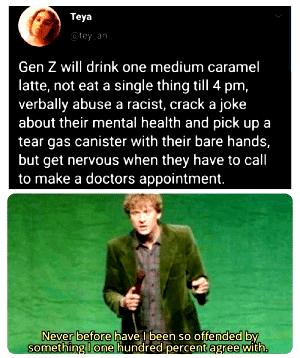 Teya
@tey_an
Gen Z will drink one medium caramel
latte, not eat a single thing till 4 pm,
verbally abuse a racist, crack a joke
about their mental health and pick up a
tear gas canister with their bare hands,
but get nervous when they have to call
to make a doctors appointment.
Never before have I been so offended by
something I one hundred percent agree with.